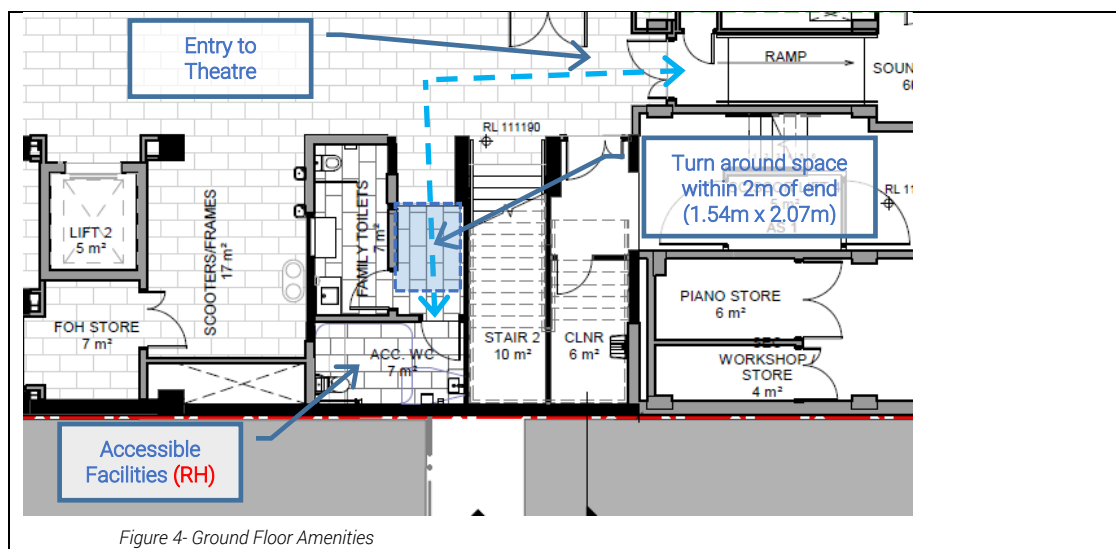 Entry to
Theatre
RAMP
SOUN
6
RL 111190
Turn around space
within 2m of end
(1.54m x 2.07m)
AS 1
RL 11
LIFT 2
5 m²
SCOOTERS/FRAMES
17 m²
FAMILY TOILETS
7 m²
FOH STORE
7 m²
ACC. WC
7 m²
STAIR 2
10 m²
CLNR
6 m²
PIANO STORE
6 m²
WORKSHOP /
STORE
4 m²
Accessible
Facilities (RH)
Figure 4- Ground Floor Amenities